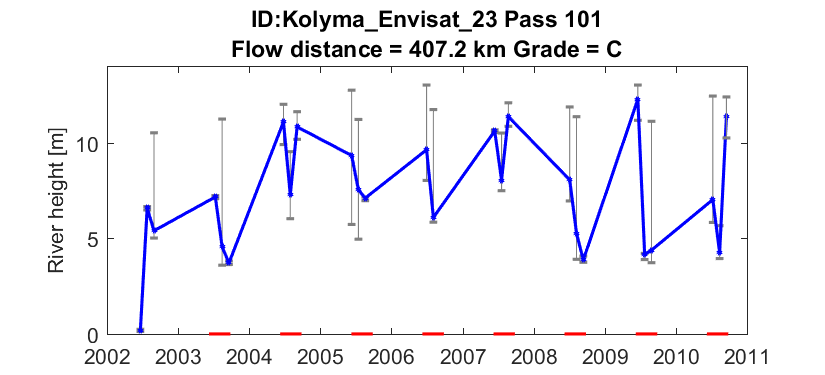 ID:Kolyma_Envisat_23 Pass 101
Flow distance = 407.2 km Grade = C
River height [m]
10
5
0
2002 2003 2004 2005 2006 2007 2008 2009 2010 2011